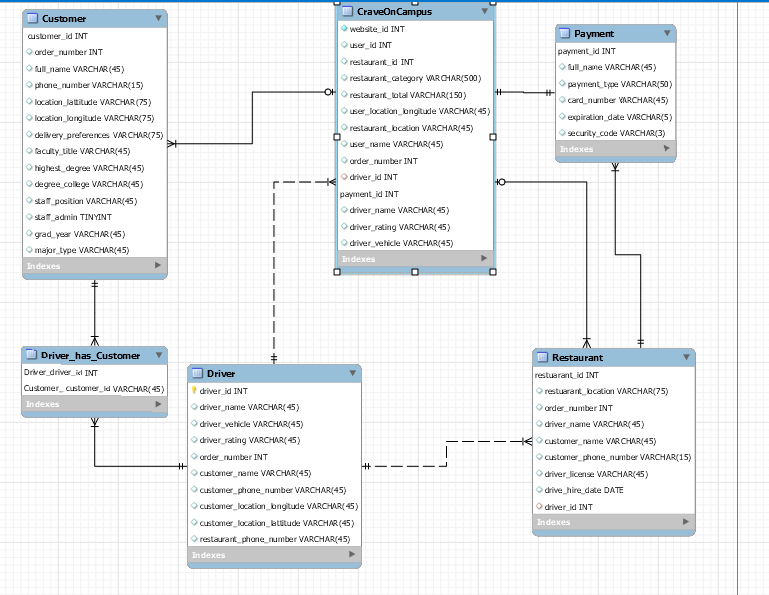 Customer
customer_id INT
order_number INT
full_name VARCHAR(45)
phone_number VARCHAR(15)
location_lattitude VARCHAR(75)
location_longitude VARCHAR(75)
delivery_preferences VARCHAR(75)
faculty_title VARCHAR(45)
highest_degree VARCHAR(45)
degree_college VARCHAR(45)
staff_position VARCHAR(45)
staff_admin TINYINT
grad_year VARCHAR(45)
major_type VARCHAR(45)
Indexes
CraveOnCampus
website_id INT
user_id INT
restaurant_id INT
restaurant_category VARCHAR(500)
restaurant_total VARCHAR(150)
user_location_longitude VARCHAR(45)
restaurant_location VARCHAR(45)
user_name VARCHAR(45)
order_number INT
driver_id INT
payment_id INT
driver_name VARCHAR(45)
driver_rating VARCHAR(45)
driver_vehicle VARCHAR(45)
Indexes
Payment
payment_id INT
full_name VARCHAR(45)
payment_type VARCHAR(50)
card_number VARCHAR(45)
expiration_date VARCHAR(5)
security_code VARCHAR(3)
Indexes
Driver_has_Customer
Driver_driver_id INT
Customer_customer_id VARCHAR(45)
Indexes
Driver
driver_id INT
driver_name VARCHAR(45)
driver_vehicle VARCHAR(45)
driver_rating VARCHAR(45)
order_number INT
customer_name VARCHAR(45)
customer_phone_number VARCHAR(45)
customer_location_longitude VARCHAR(45)
customer_location_lattitude VARCHAR(45)
restaurant_phone_number VARCHAR(45)
Indexes
Restaurant
restuarant_id INT
restuarant_location VARCHAR(75)
order_number INT
driver_name VARCHAR(45)
customer_name VARCHAR(45)
customer_phone_number VARCHAR(15)
driver_license VARCHAR(45)
drive_hire_date DATE
driver_id INT
Indexes